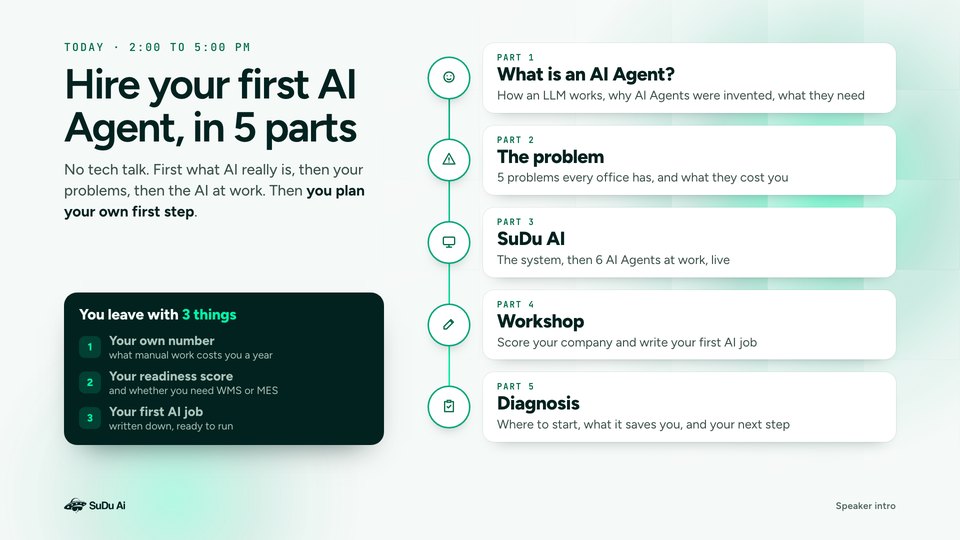 TODAY · 2:00 TO 5:00 PM
Hire your first AI
Agent, in 5 parts
No tech talk. First what AI really is, then your
problems, then the AI at work. Then you plan
your own first step.
You leave with 3 things
1
Your own number
what manual work costs you a year
2
Your readiness score
and whether you need WMS or MES
3
Your first AI job
written down, ready to run
PART 1
What is an AI Agent?
How an LLM works, why AI Agents were invented, what they need
PART 2
The problem
5 problems every office has, and what they cost you
PART 3
SuDu AI
The system, then 6 AI Agents at work, live
PART 4
Workshop
Score your company and write your first AI job
PART 5
Diagnosis
Where to start, what it saves you, and your next step
SuDu Ai
Speaker intro